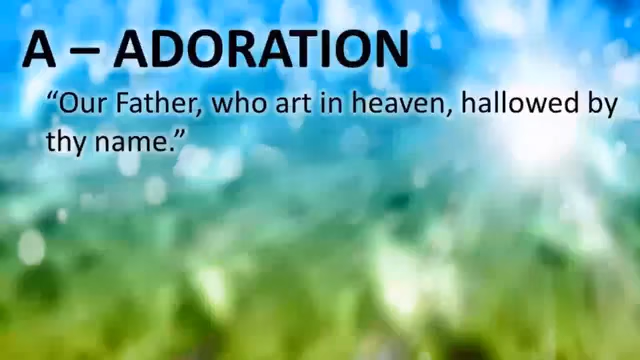 A – ADORATION
“Our Father, who art in heaven, hallowed by
thy name.”